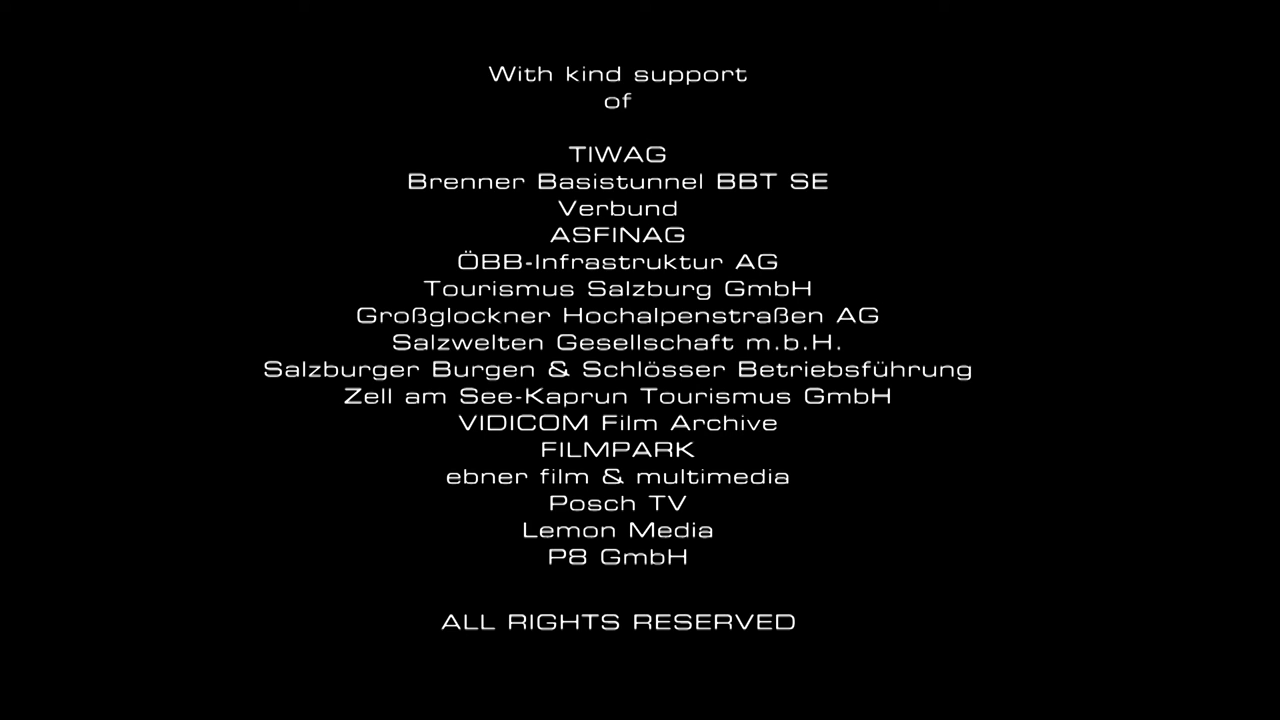 With kind support
of
TIWAG
Brenner Basistunnel BBT SE
Verbund
ASFINAG
ÖBB-Infrastruktur AG
Tourismus Salzburg GmbH
Großglockner Hochalpenstraßen AG
Salzwelten Gesellschaft m.b.H.
Salzburger Burgen & Schlösser Betriebsführung
Zell am See-Kaprun Tourismus GmbH
VIDICOM Film Archive
FILMPARK
ebner film & multimedia
Posch TV
Lemon Media
P8 GmbH
ALL RIGHTS RESERVED